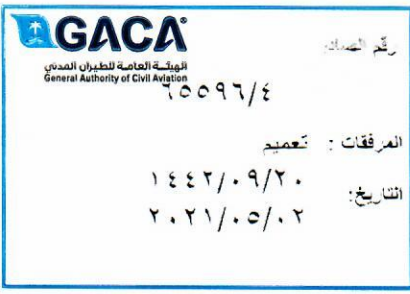 GACA
الهيئة العامة للطيران المدني
General Authority of Civil Aviation
رقم الصادر:
٦٥٥٩٦/٤
المرفقات : تعميم
١٤٤٢/٠٩/٢٠
التاريخ:
٢٠٢١/٠٥/٠٢